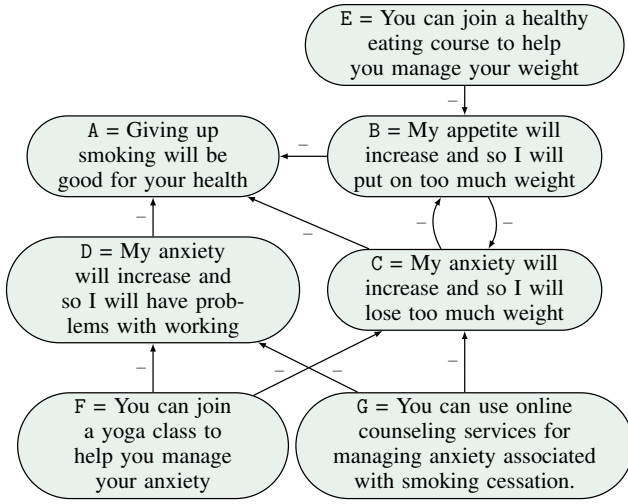 E = You can join a healthy
eating course to help
you manage your weight
–
A = Giving up
smoking will be
good for your health
–
B = My appetite will
increase and so I will
put on too much weight
–
–
–
–
D = My anxiety
will increase and
so I will have prob-
lems with working
C = My anxiety will
increase and so I will
lose too much weight
–
–
–
–
F = You can join
a yoga class to
help you manage
your anxiety
G = You can use online
counseling services for
managing anxiety associated
with smoking cessation.